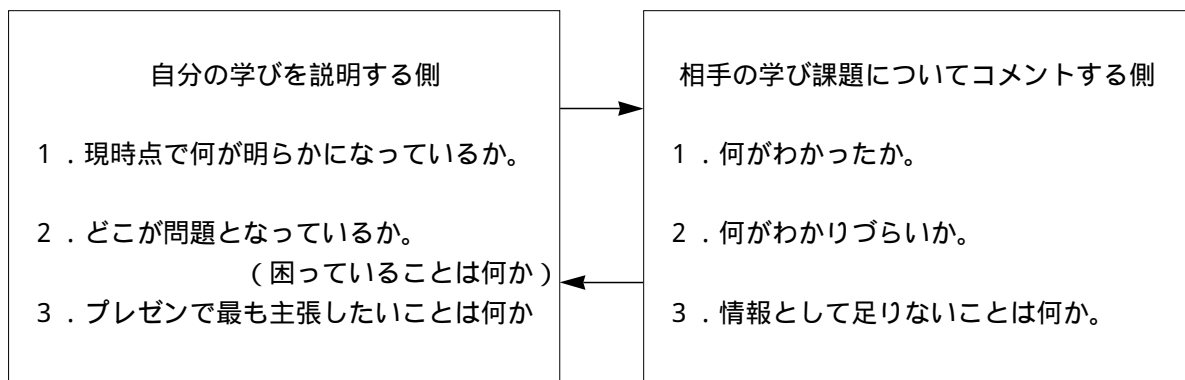 自分の学びを説明する側
１．現時点で何が明らかになっているか。
２．どこが問題となっているか。
（困っていることは何か）
３．プレゼンで最も主張したいことは何か
相手の学び課題についてコメントする側
１．何がわかったか。
２．何がわかりづらいか。
３．情報として足りないことは何か。